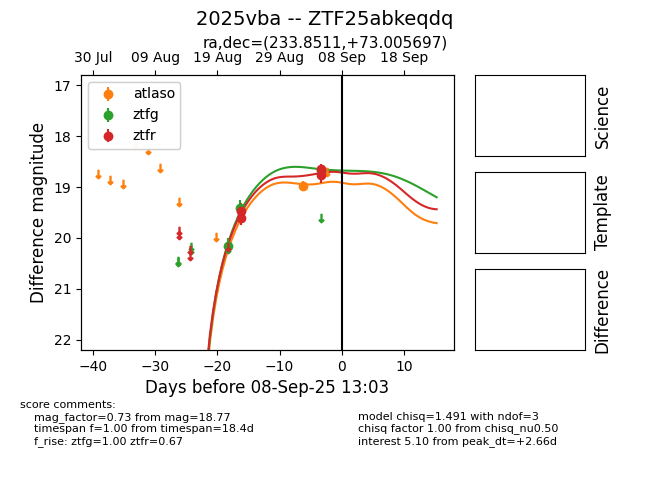 2025vba -- ZTF25abkeqdq
ra,dec=(233.8511,+73.005697)
30 Jul 09 Aug 19 Aug 29 Aug 08 Sep 18 Sep
17
18
19
20
21
22
Difference magnitude
atlaso
ztfg
ztfr
−40 −30 −20 −10 0 10
Days before 08-Sep-25 13:03
Science
Template
Difference
score comments:
mag_factor=0.73 from mag=18.77
timespan f=1.00 from timespan=18.4d
f_rise: ztfg=1.00 ztfr=0.67
model chisq=1.491 with ndof=3
chisq factor 1.00 from chisq_nu0.50
interest 5.10 from peak_dt=+2.66d